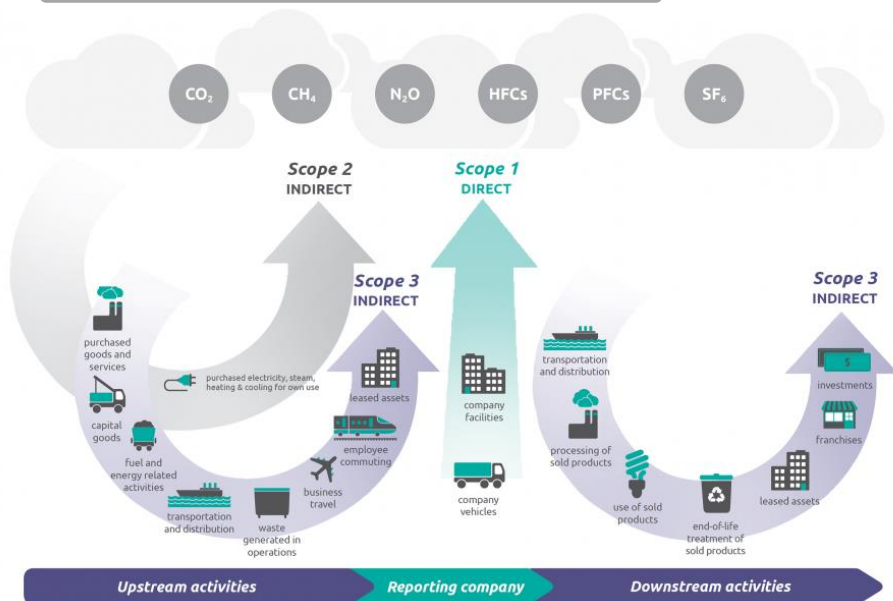 CO₂
CH₄
N₂O
HFCs
PFCs
SF₆
Scope 2
INDIRECT
Scope 1
DIRECT
Scope 3
INDIRECT
Scope 3
INDIRECT
purchased
goods and
services
capital
goods
fuel and
energy related
activities
purchased electricity, steam,
heating & cooling for own use
transportation
and distribution
waste
generated in
operations
business
travel
employee
commuting
leased assets
company
facilities
company
vehicles
transportation
and distribution
processing of
sold products
use of sold
products
end-of-life
treatment of
sold products
leased assets
franchises
investments
$
Upstream activities
Reporting company
Downstream activities